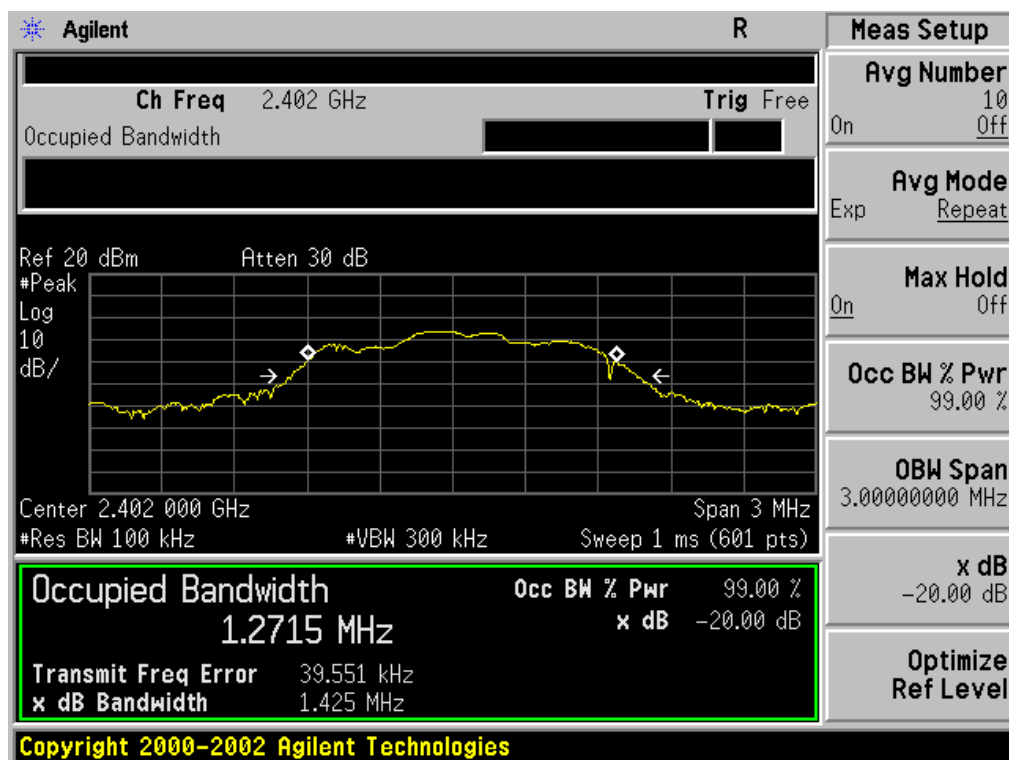 Agilent R
Ch Freq 2.402 GHz Trig Free
Occupied Bandwidth
Ref 20 dBm Atten 30 dB
#Peak
Log
10
dB/
Center 2.402 000 GHz Span 3 MHz
#Res BW 100 kHz #VBW 300 kHz Sweep 1 ms (601 pts)
Occupied Bandwidth Occ BW % Pwr 99.00 %
1.2715 MHz x dB -20.00 dB
Transmit Freq Error 39.551 kHz
x dB Bandwidth 1.425 MHz
Copyright 2000-2002 Agilent Technologies
Meas Setup
Avg Number
10
On Off
Avg Mode
Exp Repeat
Max Hold
On Off
Occ BW % Pwr
99.00 %
OBW Span
3.00000000 MHz
x dB
-20.00 dB
Optimize
Ref Level